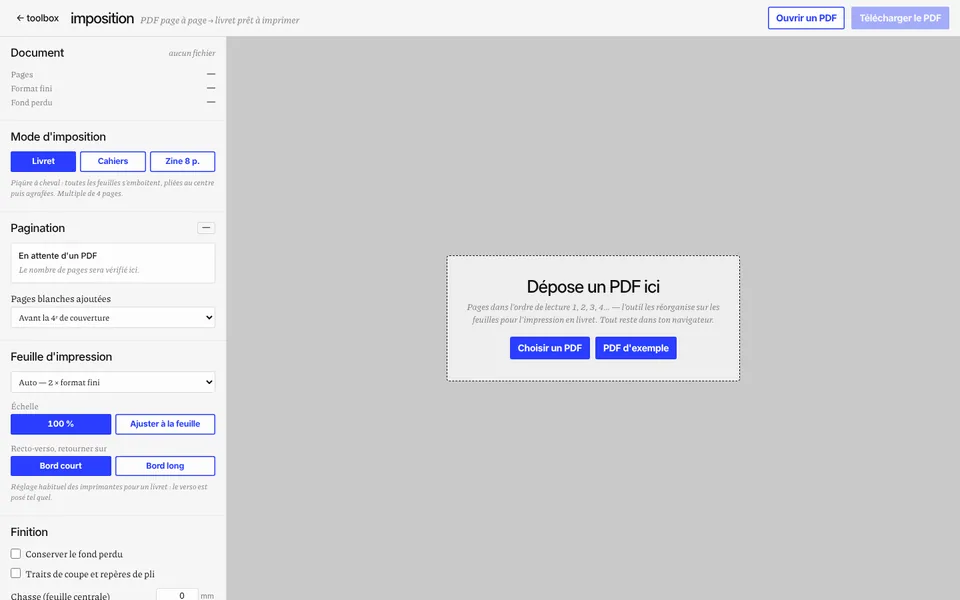 ← toolbox imposition PDF page à page → livret prêt à imprimer Ouvrir un PDF Télécharger le PDF
Document aucun fichier
Pages —
Format fini —
Fond perdu —
Mode d'imposition
Livret Cahiers Zine 8 p.
Piqûre à cheval : toutes les feuilles s'emboîtent, pliées au centre
puis agrafées. Multiple de 4 pages.
Pagination —
En attente d'un PDF
Le nombre de pages sera vérifié ici.
Pages blanches ajoutées
Avant la 4ᵉ de couverture
Feuille d'impression
Auto — 2 × format fini
Échelle
100 % Ajuster à la feuille
Recto-verso, retourner sur
Bord court Bord long
Réglage habituel des imprimantes pour un livret : le verso est
posé tel quel.
Finition
Conserver le fond perdu
Traits de coupe et repères de pli
Chasse (feuille centrale) 0 mm
Dépose un PDF ici
Pages dans l'ordre de lecture 1, 2, 3, 4… — l'outil les réorganise sur les
feuilles pour l'impression en livret. Tout reste dans ton navigateur.
Choisir un PDF PDF d'exemple